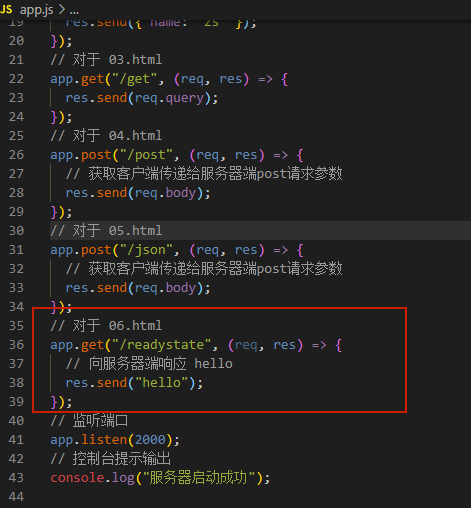 JS app.js > ...
19 res.send({ name: "zs" });
20 });
21 // 对于 03.html
22 app.get("/get", (req, res) => {
23 res.send(req.query);
24 });
25 // 对于 04.html
26 app.post("/post", (req, res) => {
27 // 获取客户端传递给服务器端post请求参数
28 res.send(req.body);
29 });
30 // 对于 05.html
31 app.post("/json", (req, res) => {
32 // 获取客户端传递给服务器端post请求参数
33 res.send(req.body);
34 });
35 // 对于 06.html
36 app.get("/readystate", (req, res) => {
37 // 向服务器端响应 hello
38 res.send("hello");
39 });
40 // 监听端口
41 app.listen(2000);
42 // 控制台提示输出
43 console.log("服务器启动成功");
44